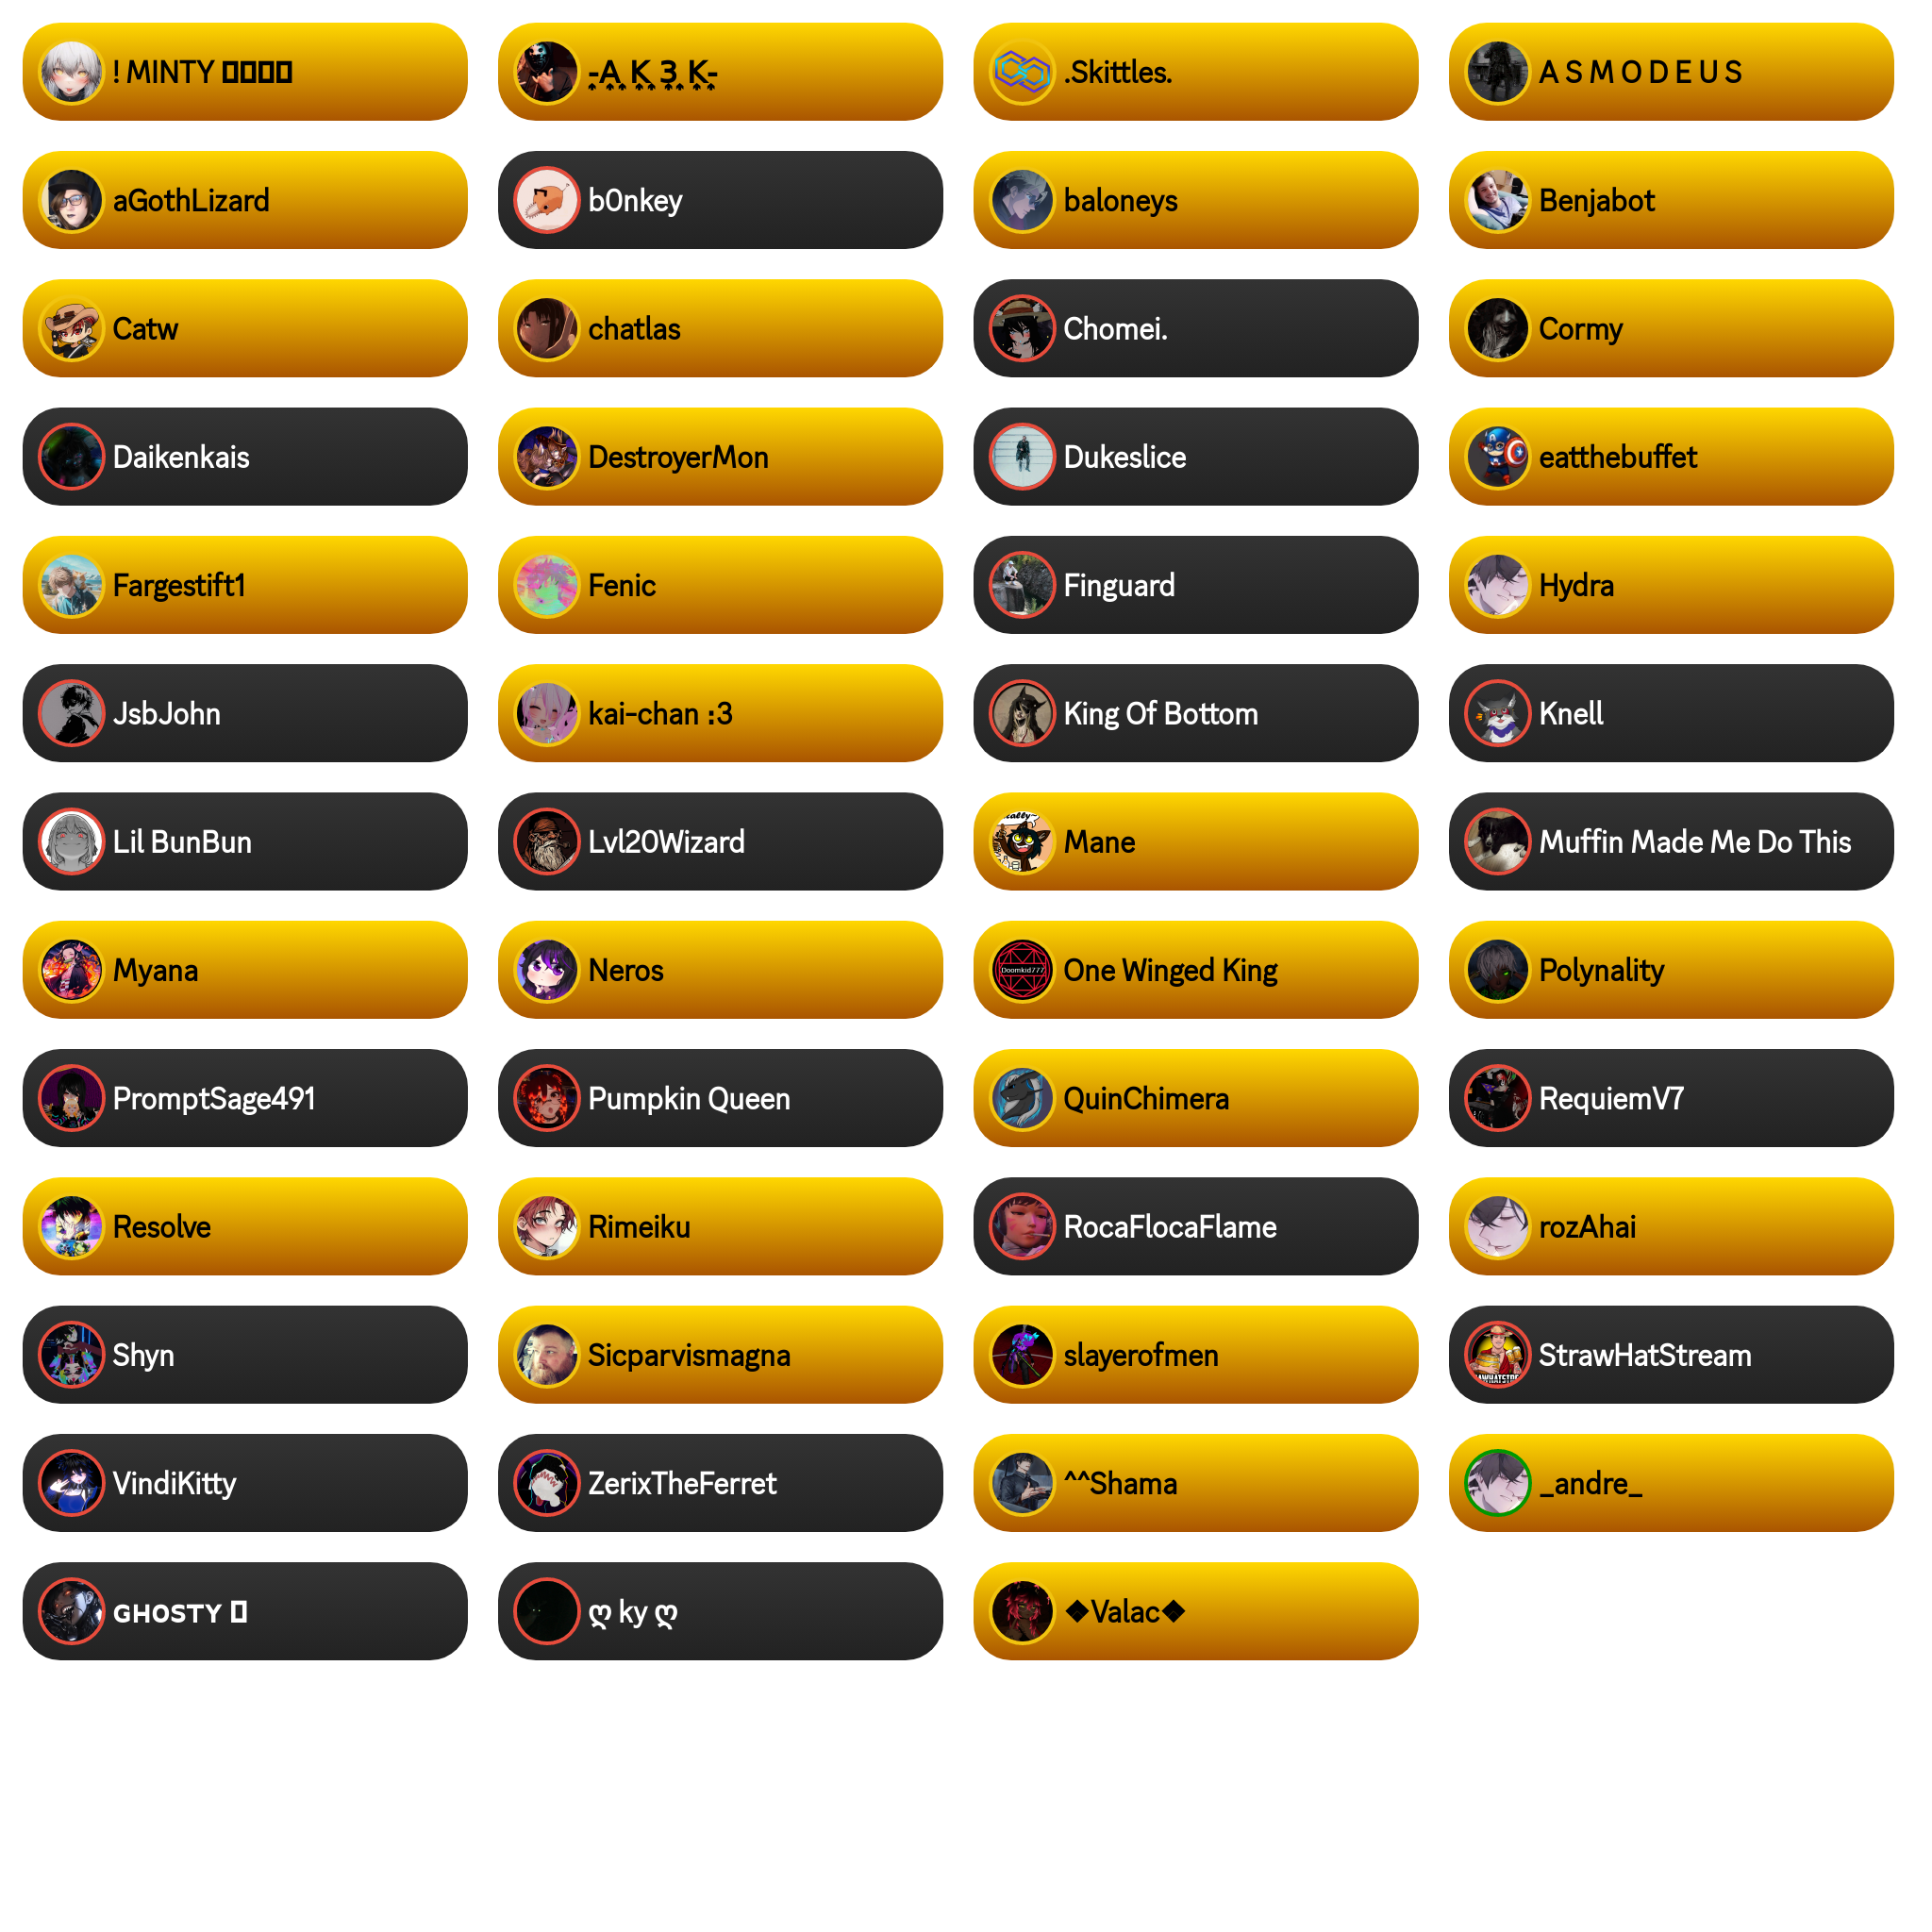 ! MINTY
-A K 3 K-
.Skittles.
A S M O D E U S
aGothLizard
b0nkey
baloneys
Benjabot
Catw
chatlas
Chomei.
Cormy
Daikenkais
DestroyerMon
Dukeslice
eatthebuffet
Fargestift1
Fenic
Finguard
Hydra
JsbJohn
kai-chan :3
King Of Bottom
Knell
Lil BunBun
Lvl20Wizard
Mane
Muffin Made Me Do This
Myana
Neros
Doomkid777
One Winged King
Polynality
PromptSage491
Pumpkin Queen
QuinChimera
RequiemV7
Resolve
Rimeiku
RocaFlocaFlame
rozAhai
Shyn
Sicparvismagna
slayerofmen
StrawHatStream
VindiKitty
ZerixTheFerret
^^Shama
_andre_
ɢʜᴏsᴛʏ
ღ ky ღ
❖Valac❖